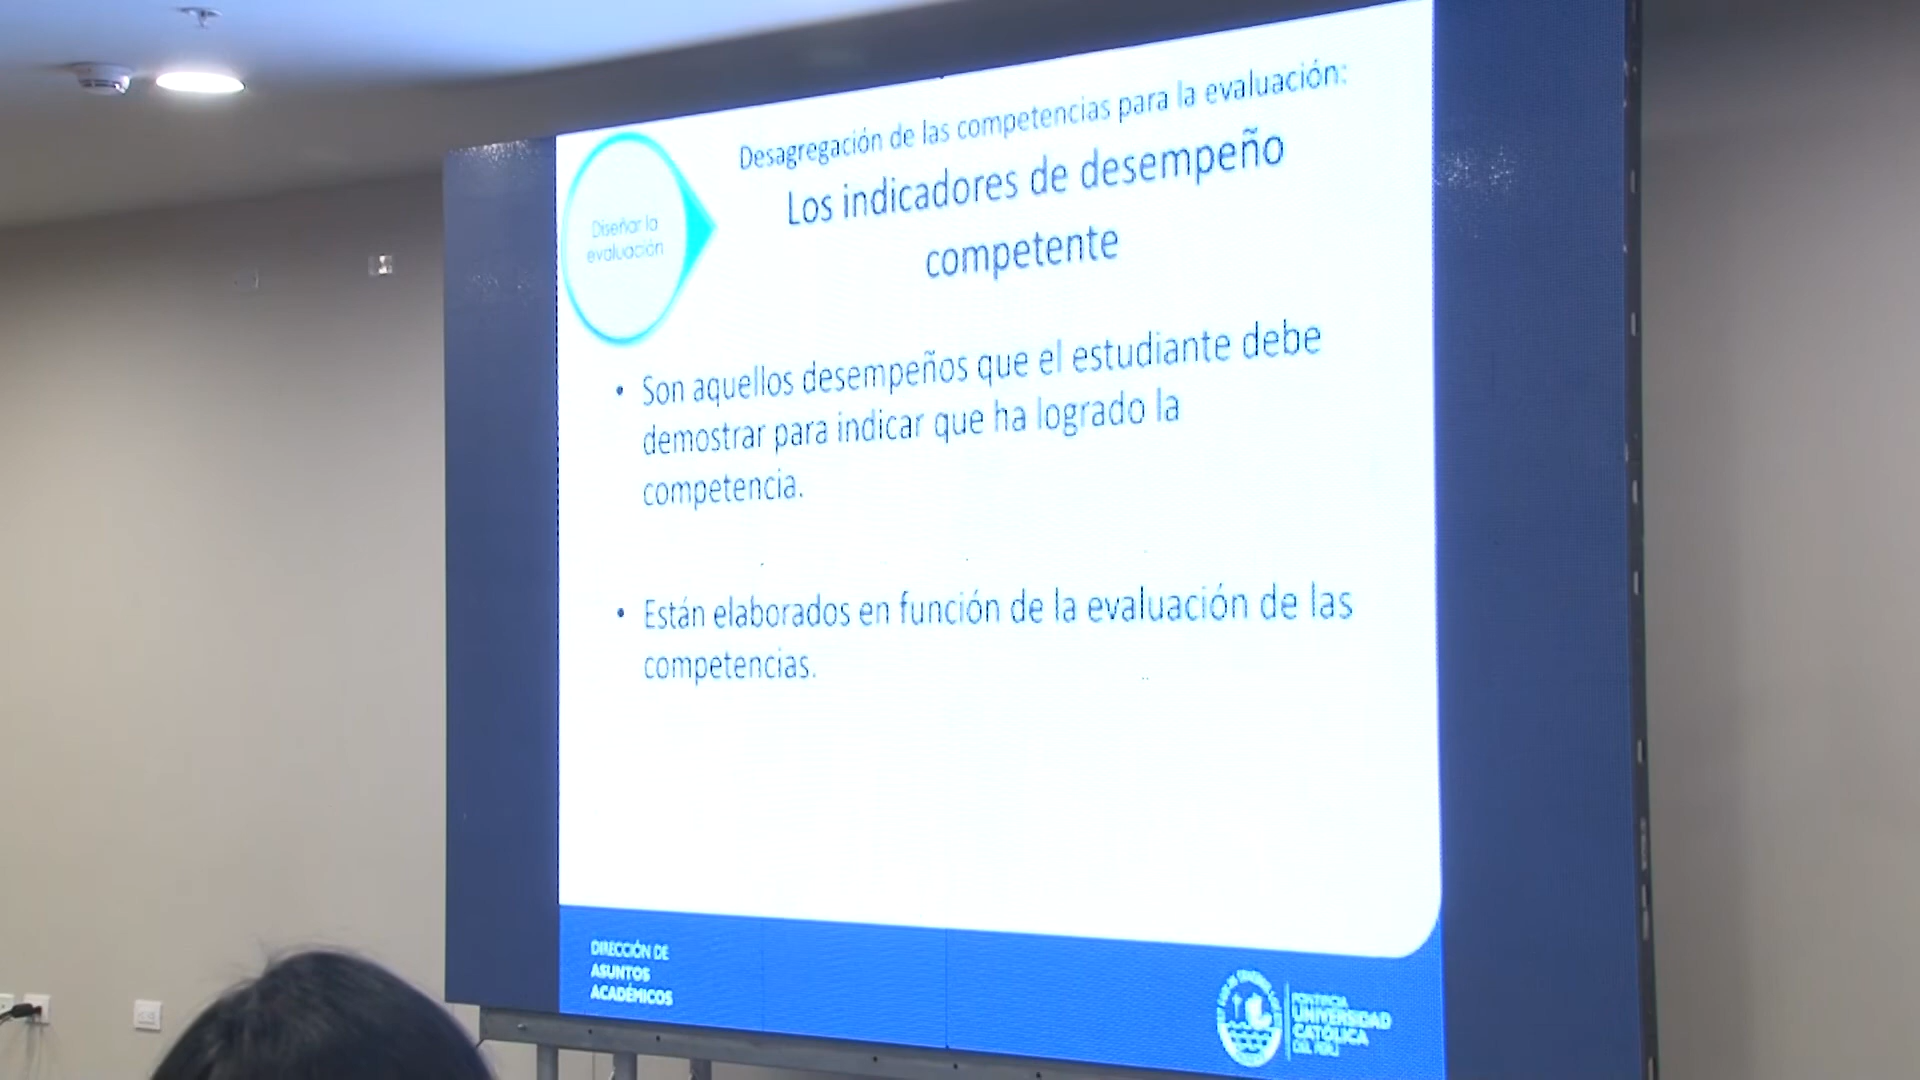 Desagregación de las competencias para la evaluación:
Los indicadores de desempeño
competente
Diseñar la
evaluación
• Son aquellos desempeños que el estudiante debe
demostrar para indicar que ha logrado la
competencia.
• Están elaborados en función de la evaluación de las
competencias.
DIRECCIÓN DE
ASUNTOS
ACADÉMICOS
PONTIFICIA
UNIVERSIDAD
CATÓLICA
DEL PERÚ